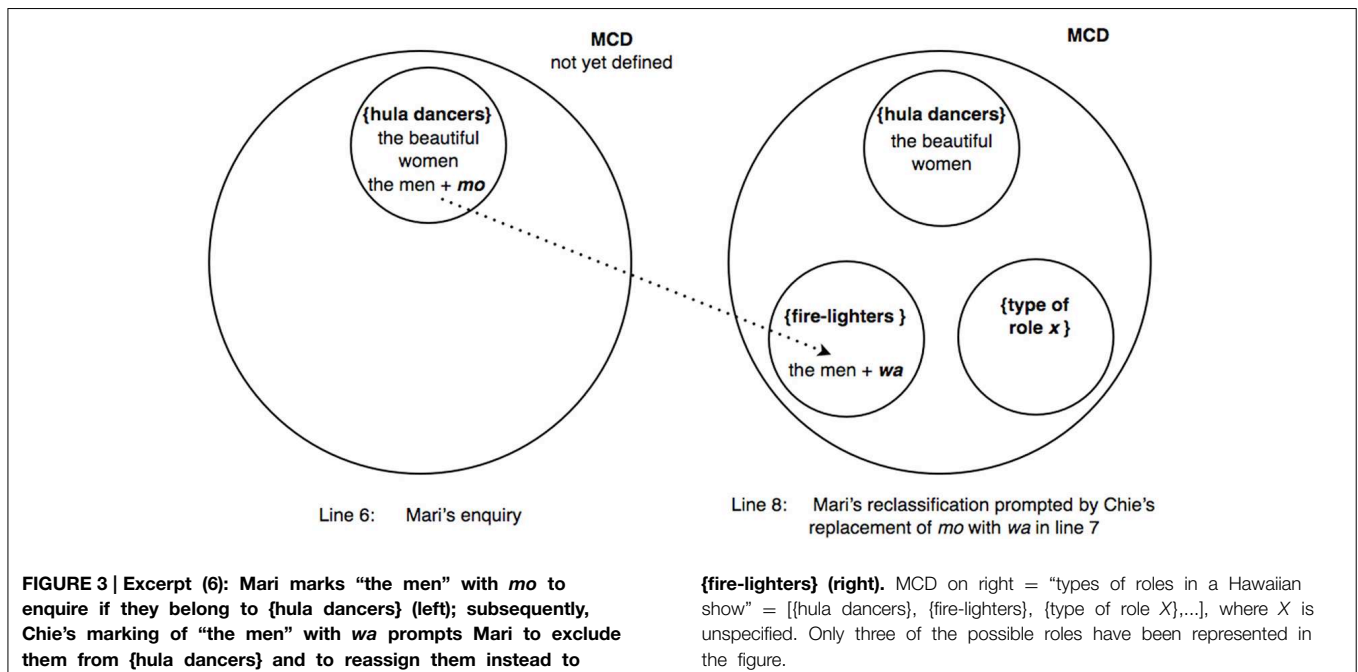 MCD
not yet defined
{hula dancers}
the beautiful
women
the men + mo
MCD
{hula dancers}
the beautiful
women
{fire-lighters }
the men + wa
{type of
role x }
Line 6: Mari's enquiry
Line 8: Mari's reclassification prompted by Chie's
replacement of mo with wa in line 7
FIGURE 3 | Excerpt (6): Mari marks “the men” with mo to
enquire if they belong to {hula dancers} (left); subsequently,
Chie’s marking of “the men” with wa prompts Mari to exclude
them from {hula dancers} and to reassign them instead to
{fire-lighters} (right). MCD on right = “types of roles in a Hawaiian
show” = [{hula dancers}, {fire-lighters}, {type of role X},...], where X is
unspecified. Only three of the possible roles have been represented in
the figure.